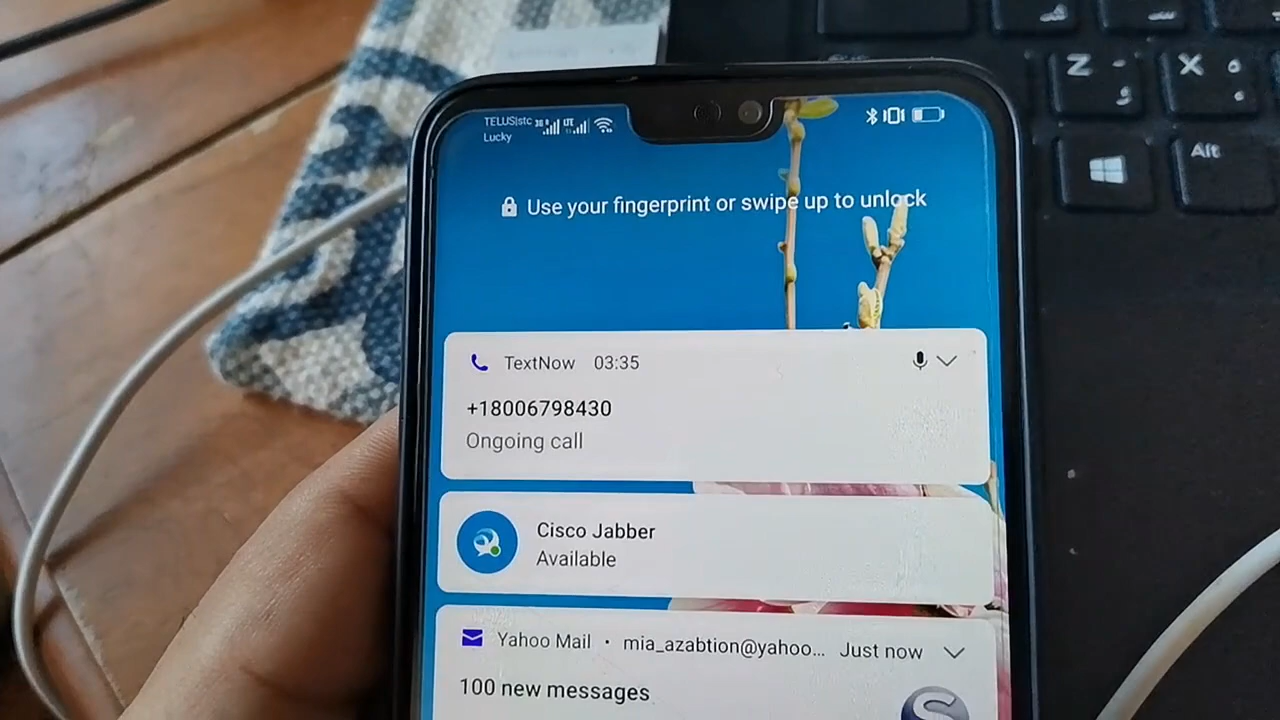 TELUS|stc
Lucky
Use your fingerprint or swipe up to unlock
TextNow 03:35
+18006798430
Ongoing call
Cisco Jabber
Available
Yahoo Mail • mia_azabtion@yahoo... Just now
100 new messages
S
Z
X
Alt